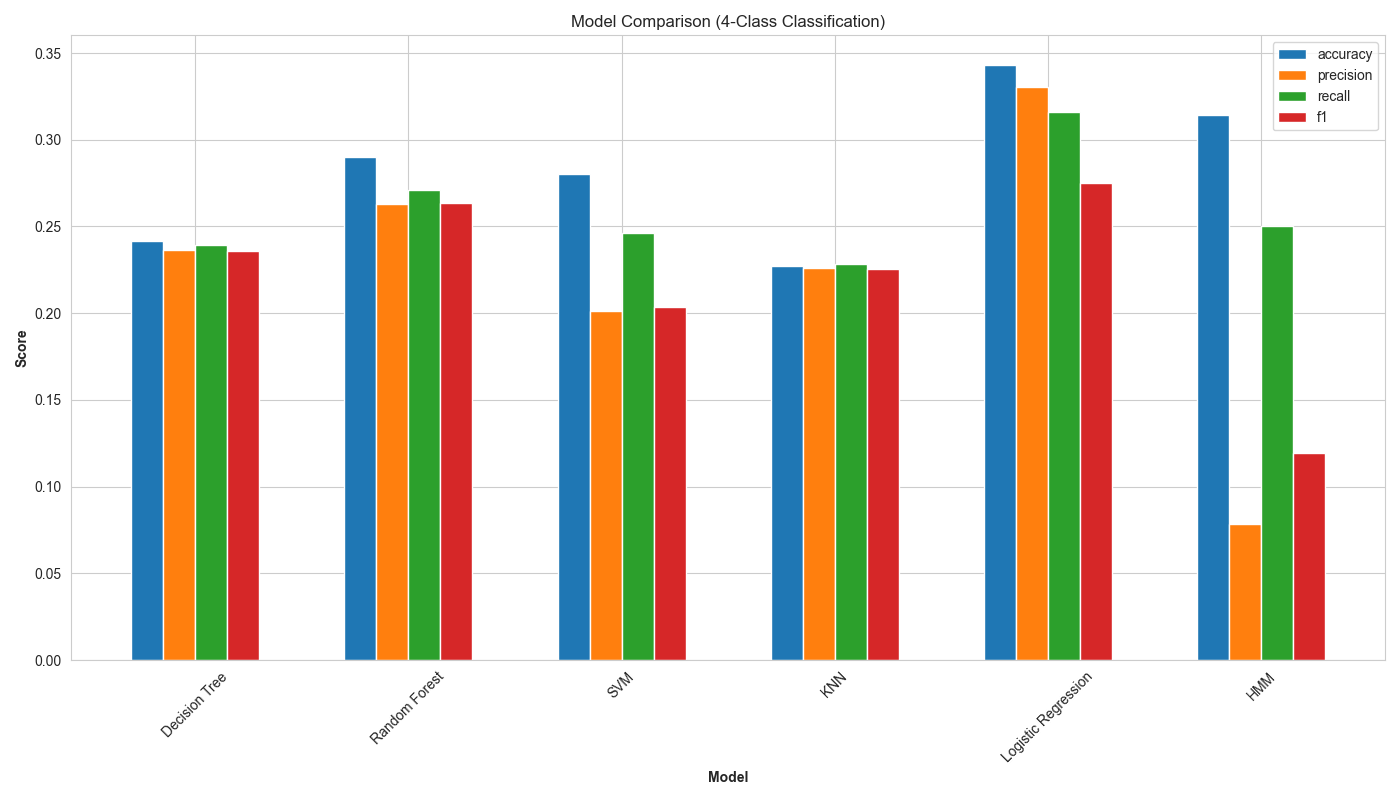 Model Comparison (4-Class Classification)
accuracy
precision
recall
f1
Score
0.35
0.30
0.25
0.20
0.15
0.10
0.05
0.00
Decision Tree
Random Forest
SVM
KNN
Logistic Regression
HMM
Model